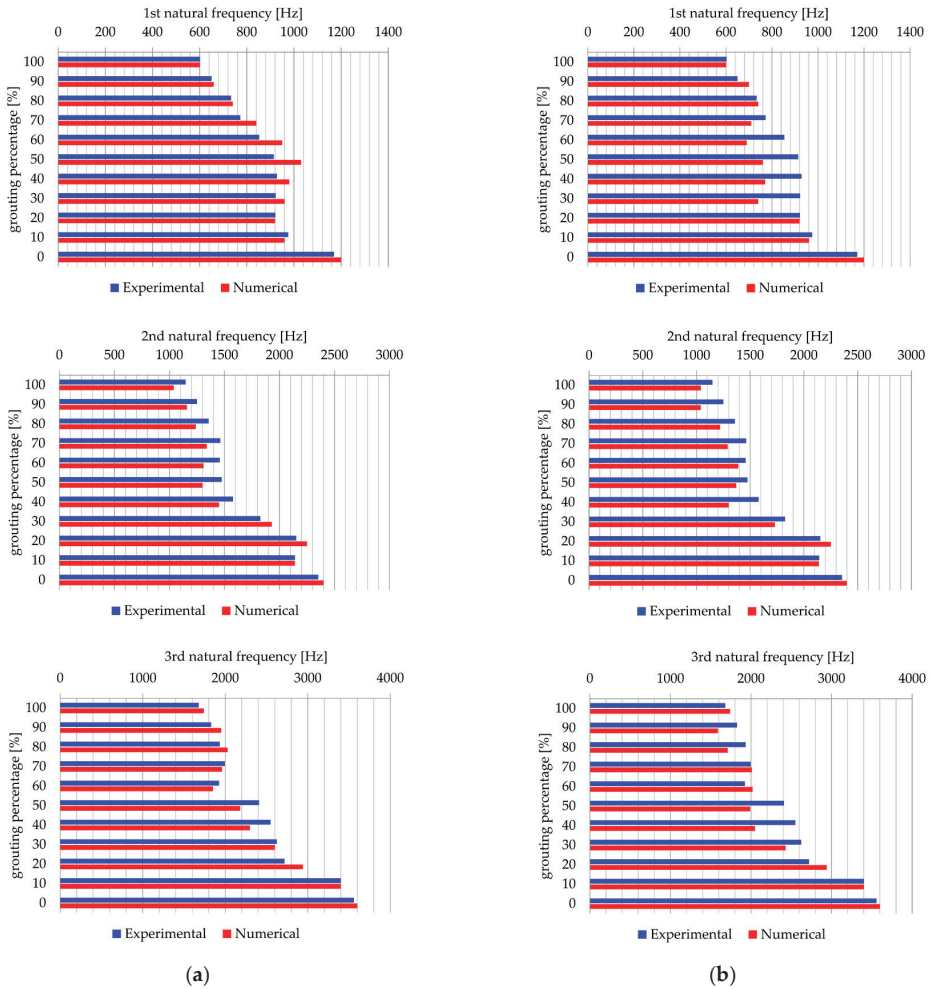 1st natural frequency [Hz]
0 200 400 600 800 1000 1200 1400
grouting percentage [%]
100
90
80
70
60
50
40
30
20
10
0
Experimental Numerical
1st natural frequency [Hz]
0 200 400 600 800 1000 1200 1400
grouting percentage [%]
100
90
80
70
60
50
40
30
20
10
0
Experimental Numerical
2nd natural frequency [Hz]
0 500 1000 1500 2000 2500 3000
grouting percentage [%]
100
90
80
70
60
50
40
30
20
10
0
Experimental Numerical
2nd natural frequency [Hz]
0 500 1000 1500 2000 2500 3000
grouting percentage [%]
100
90
80
70
60
50
40
30
20
10
0
Experimental Numerical
3rd natural frequency [Hz]
0 1000 2000 3000 4000
grouting percentage [%]
100
90
80
70
60
50
40
30
20
10
0
Experimental Numerical
3rd natural frequency [Hz]
0 1000 2000 3000 4000
grouting percentage [%]
100
90
80
70
60
50
40
30
20
10
0
Experimental Numerical
(a) (b)